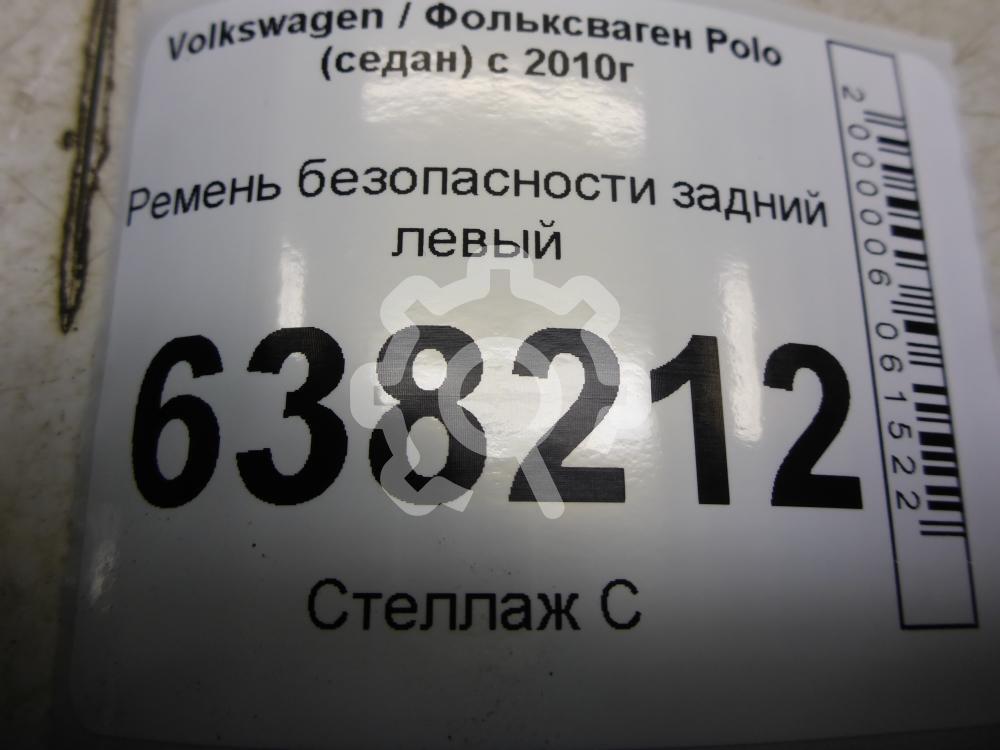 Volkswagen / Фольксваген Polo
(седан) с 2010г
Ремень безопасности задний
левый
638212
Стеллаж С
2000006061522